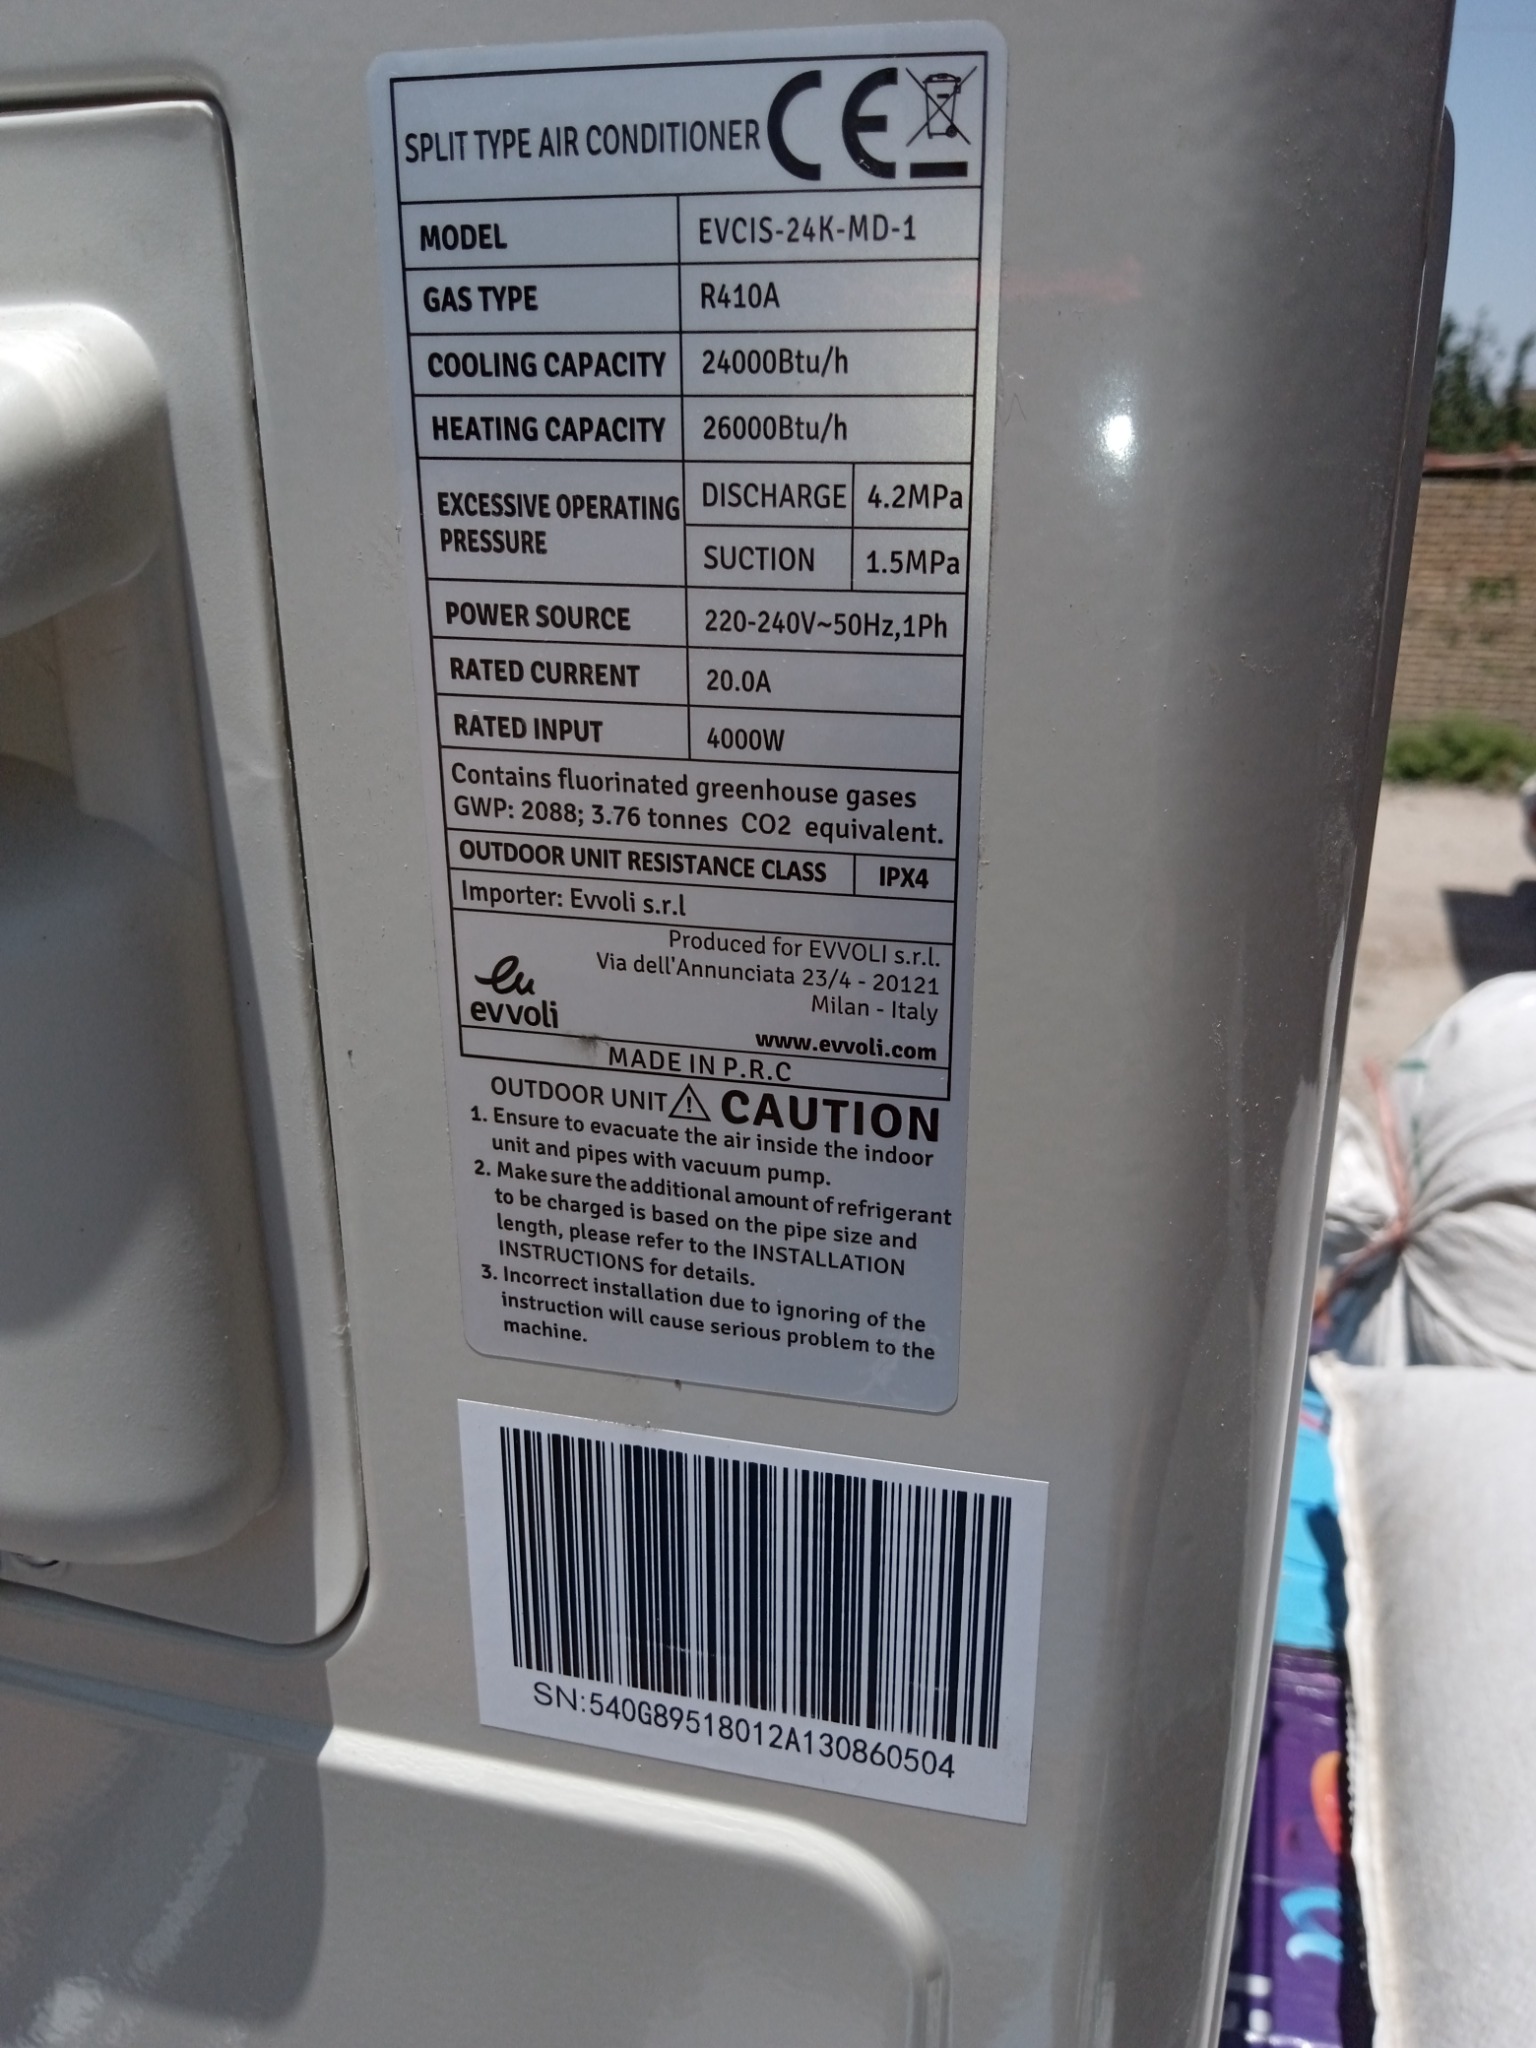 SPLIT TYPE AIR CONDITIONER CE
MODEL EVCIS-24K-MD-1
GAS TYPE R410A
COOLING CAPACITY 24000Btu/h
HEATING CAPACITY 26000Btu/h
EXCESSIVE OPERATING PRESSURE DISCHARGE 4.2MPa
SUCTION 1.5MPa
POWER SOURCE 220-240V~50Hz,1Ph
RATED CURRENT 20.0A
RATED INPUT 4000W
Contains fluorinated greenhouse gases
GWP: 2088; 3.76 tonnes CO2 equivalent.
OUTDOOR UNIT RESISTANCE CLASS IPX4
Importer: Evvoli s.r.l
Produced for EVVOLI s.r.l.
Via dell'Annunciata 23/4 - 20121
Milan - Italy
ev
evvoli
www.evvoli.com
MADE IN P.R.C
OUTDOOR UNIT CAUTION
1. Ensure to evacuate the air inside the indoor
unit and pipes with vacuum pump.
2. Make sure the additional amount of refrigerant
to be charged is based on the pipe size and
length, please refer to the INSTALLATION
INSTRUCTIONS for details.
3. Incorrect installation due to ignoring of the
instruction will cause serious problem to the
machine.
SN:540G89518012A130860504